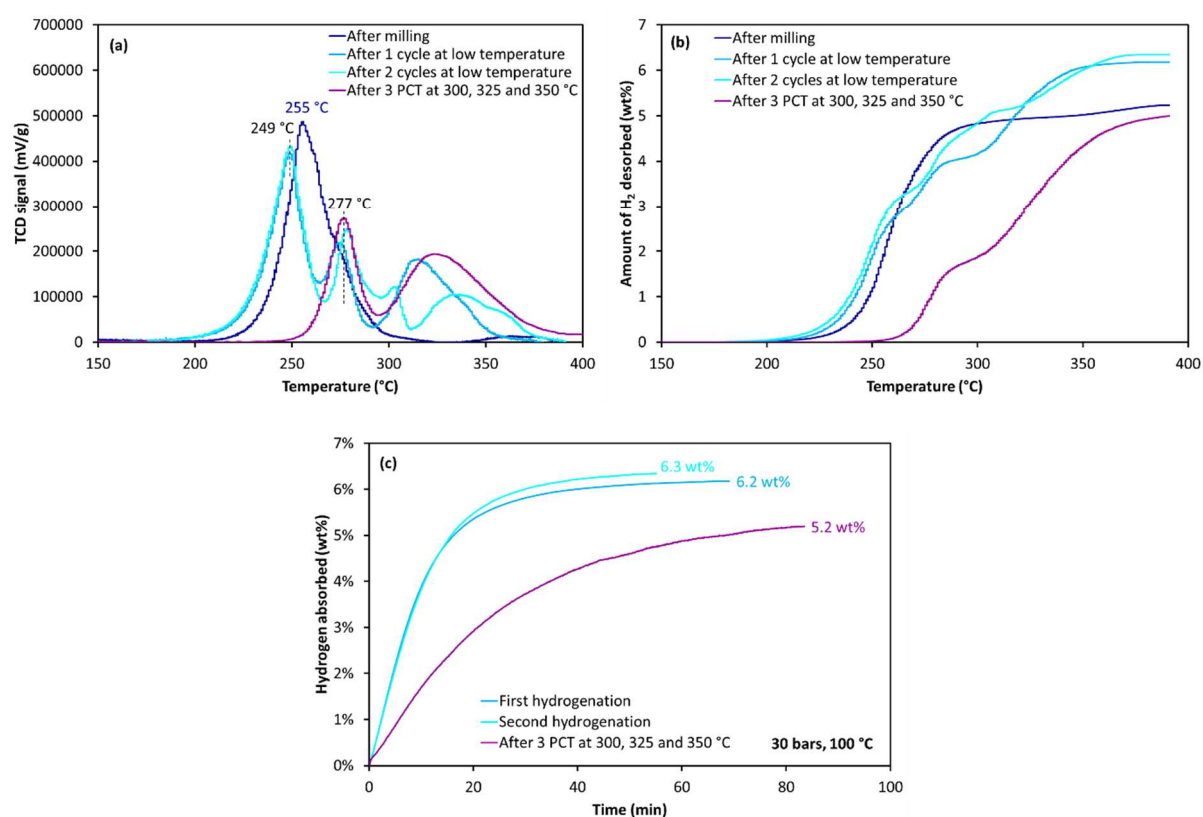 (a)
After milling
After 1 cycle at low temperature
After 2 cycles at low temperature
After 3 PCT at 300, 325 and 350 °C
255 °C
249 °C
277 °C
TCD signal (mV/g)
700000
600000
500000
400000
300000
200000
100000
0
150 200 250 300 350 400
Temperature (°C)
(b)
After milling
After 1 cycle at low temperature
After 2 cycles at low temperature
After 3 PCT at 300, 325 and 350 °C
Amount of H₂ desorbed (wt%)
7
6
5
4
3
2
1
0
150 200 250 300 350 400
Temperature (°C)
(c)
6.3 wt%
6.2 wt%
5.2 wt%
Hydrogen absorbed (wt%)
7%
6%
5%
4%
3%
2%
1%
0%
First hydrogenation
Second hydrogenation
After 3 PCT at 300, 325 and 350 °C
30 bars, 100 °C
0 20 40 60 80 100
Time (min)